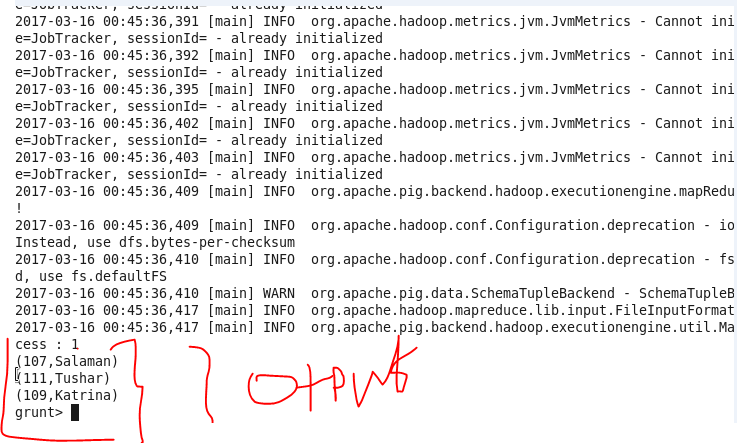 e=JobTracker, sessionId= - already initialized
2017-03-16 00:45:36,391 [main] INFO  org.apache.hadoop.metrics.jvm.JvmMetrics - Cannot ini
e=JobTracker, sessionId= - already initialized
2017-03-16 00:45:36,392 [main] INFO  org.apache.hadoop.metrics.jvm.JvmMetrics - Cannot ini
e=JobTracker, sessionId= - already initialized
2017-03-16 00:45:36,395 [main] INFO  org.apache.hadoop.metrics.jvm.JvmMetrics - Cannot ini
e=JobTracker, sessionId= - already initialized
2017-03-16 00:45:36,402 [main] INFO  org.apache.hadoop.metrics.jvm.JvmMetrics - Cannot ini
e=JobTracker, sessionId= - already initialized
2017-03-16 00:45:36,403 [main] INFO  org.apache.hadoop.metrics.jvm.JvmMetrics - Cannot ini
e=JobTracker, sessionId= - already initialized
2017-03-16 00:45:36,409 [main] INFO  org.apache.pig.backend.hadoop.executionengine.mapRedu
!
2017-03-16 00:45:36,409 [main] INFO  org.apache.hadoop.conf.Configuration.deprecation - io
Instead, use dfs.bytes-per-checksum
2017-03-16 00:45:36,410 [main] INFO  org.apache.hadoop.conf.Configuration.deprecation - fs
d, use fs.defaultFS
2017-03-16 00:45:36,410 [main] WARN  org.apache.pig.data.SchemaTupleBackend - SchemaTupleB
2017-03-16 00:45:36,417 [main] INFO  org.apache.hadoop.mapreduce.lib.input.FileInputFormat
2017-03-16 00:45:36,417 [main] INFO  org.apache.pig.backend.hadoop.executionengine.util.Ma
cess : 1
(107,Salaman)
(111,Tushar)
(109,Katrina)
grunt>